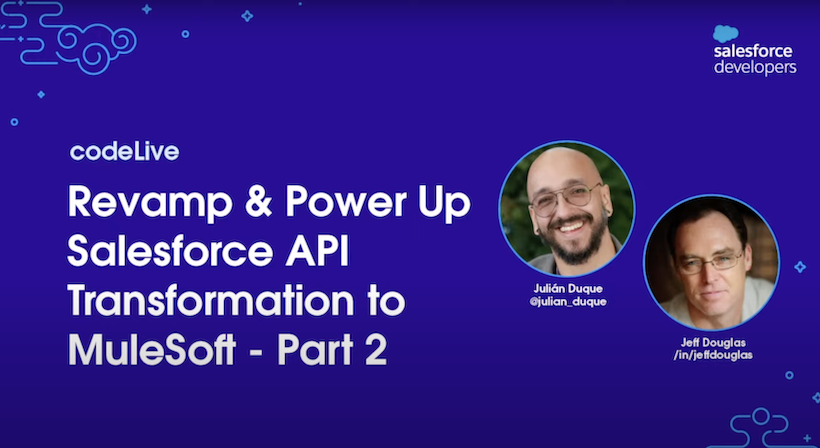 salesforce
developers
codeLive
Revamp & Power Up
Salesforce API
Transformation to
MuleSoft - Part 2
Julián Duque
@julian_duque
Jeff Douglas
/in/jeffdouglas